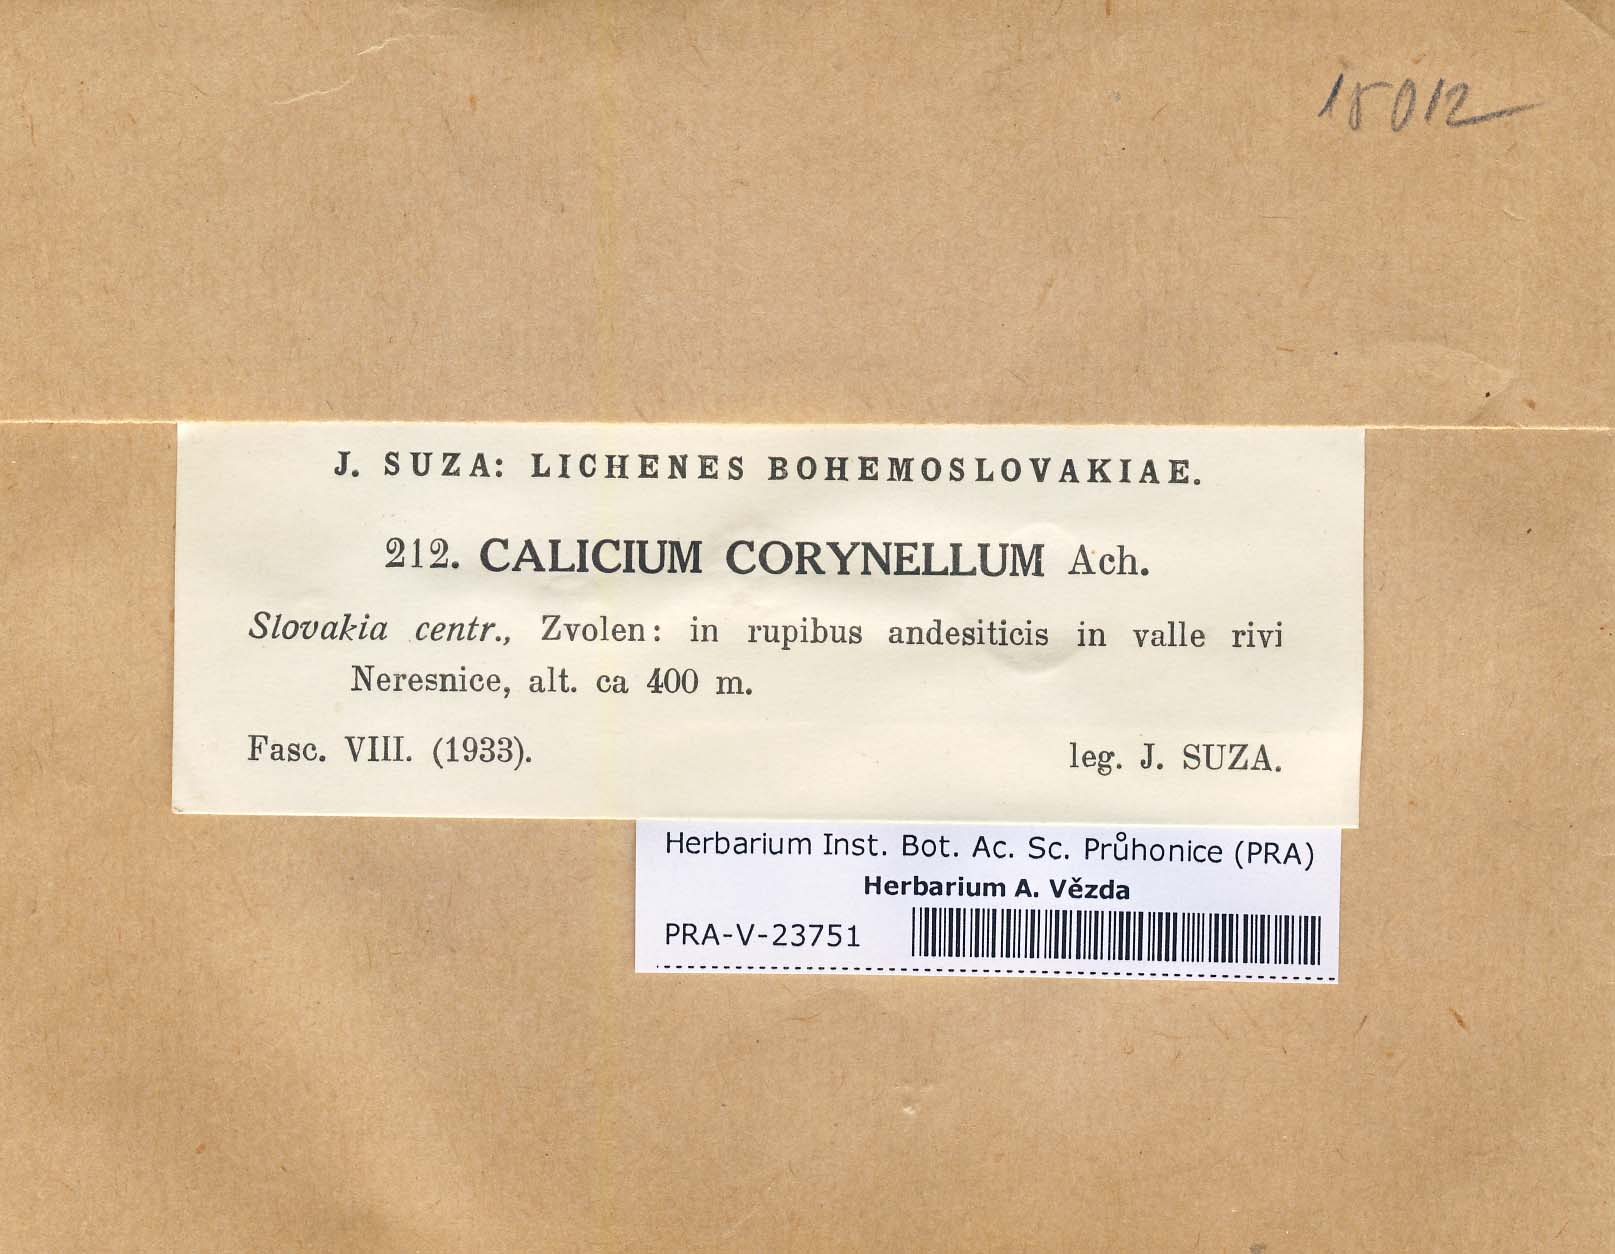 15012
J. SUZA: LICHENES BOHEMOSLOVAKIAE.
212. CALICIUM CORYNELLUM Ach.
Slovakia centr., Zvolen: in rupibus andesiticis in valle rivi
Neresnice, alt. ca 400 m.
Fasc. VIII. (1933). leg. J. SUZA.
Herbarium Inst. Bot. Ac. Sc. Průhonice (PRA)
Herbarium A. Vězda
PRA-V-23751